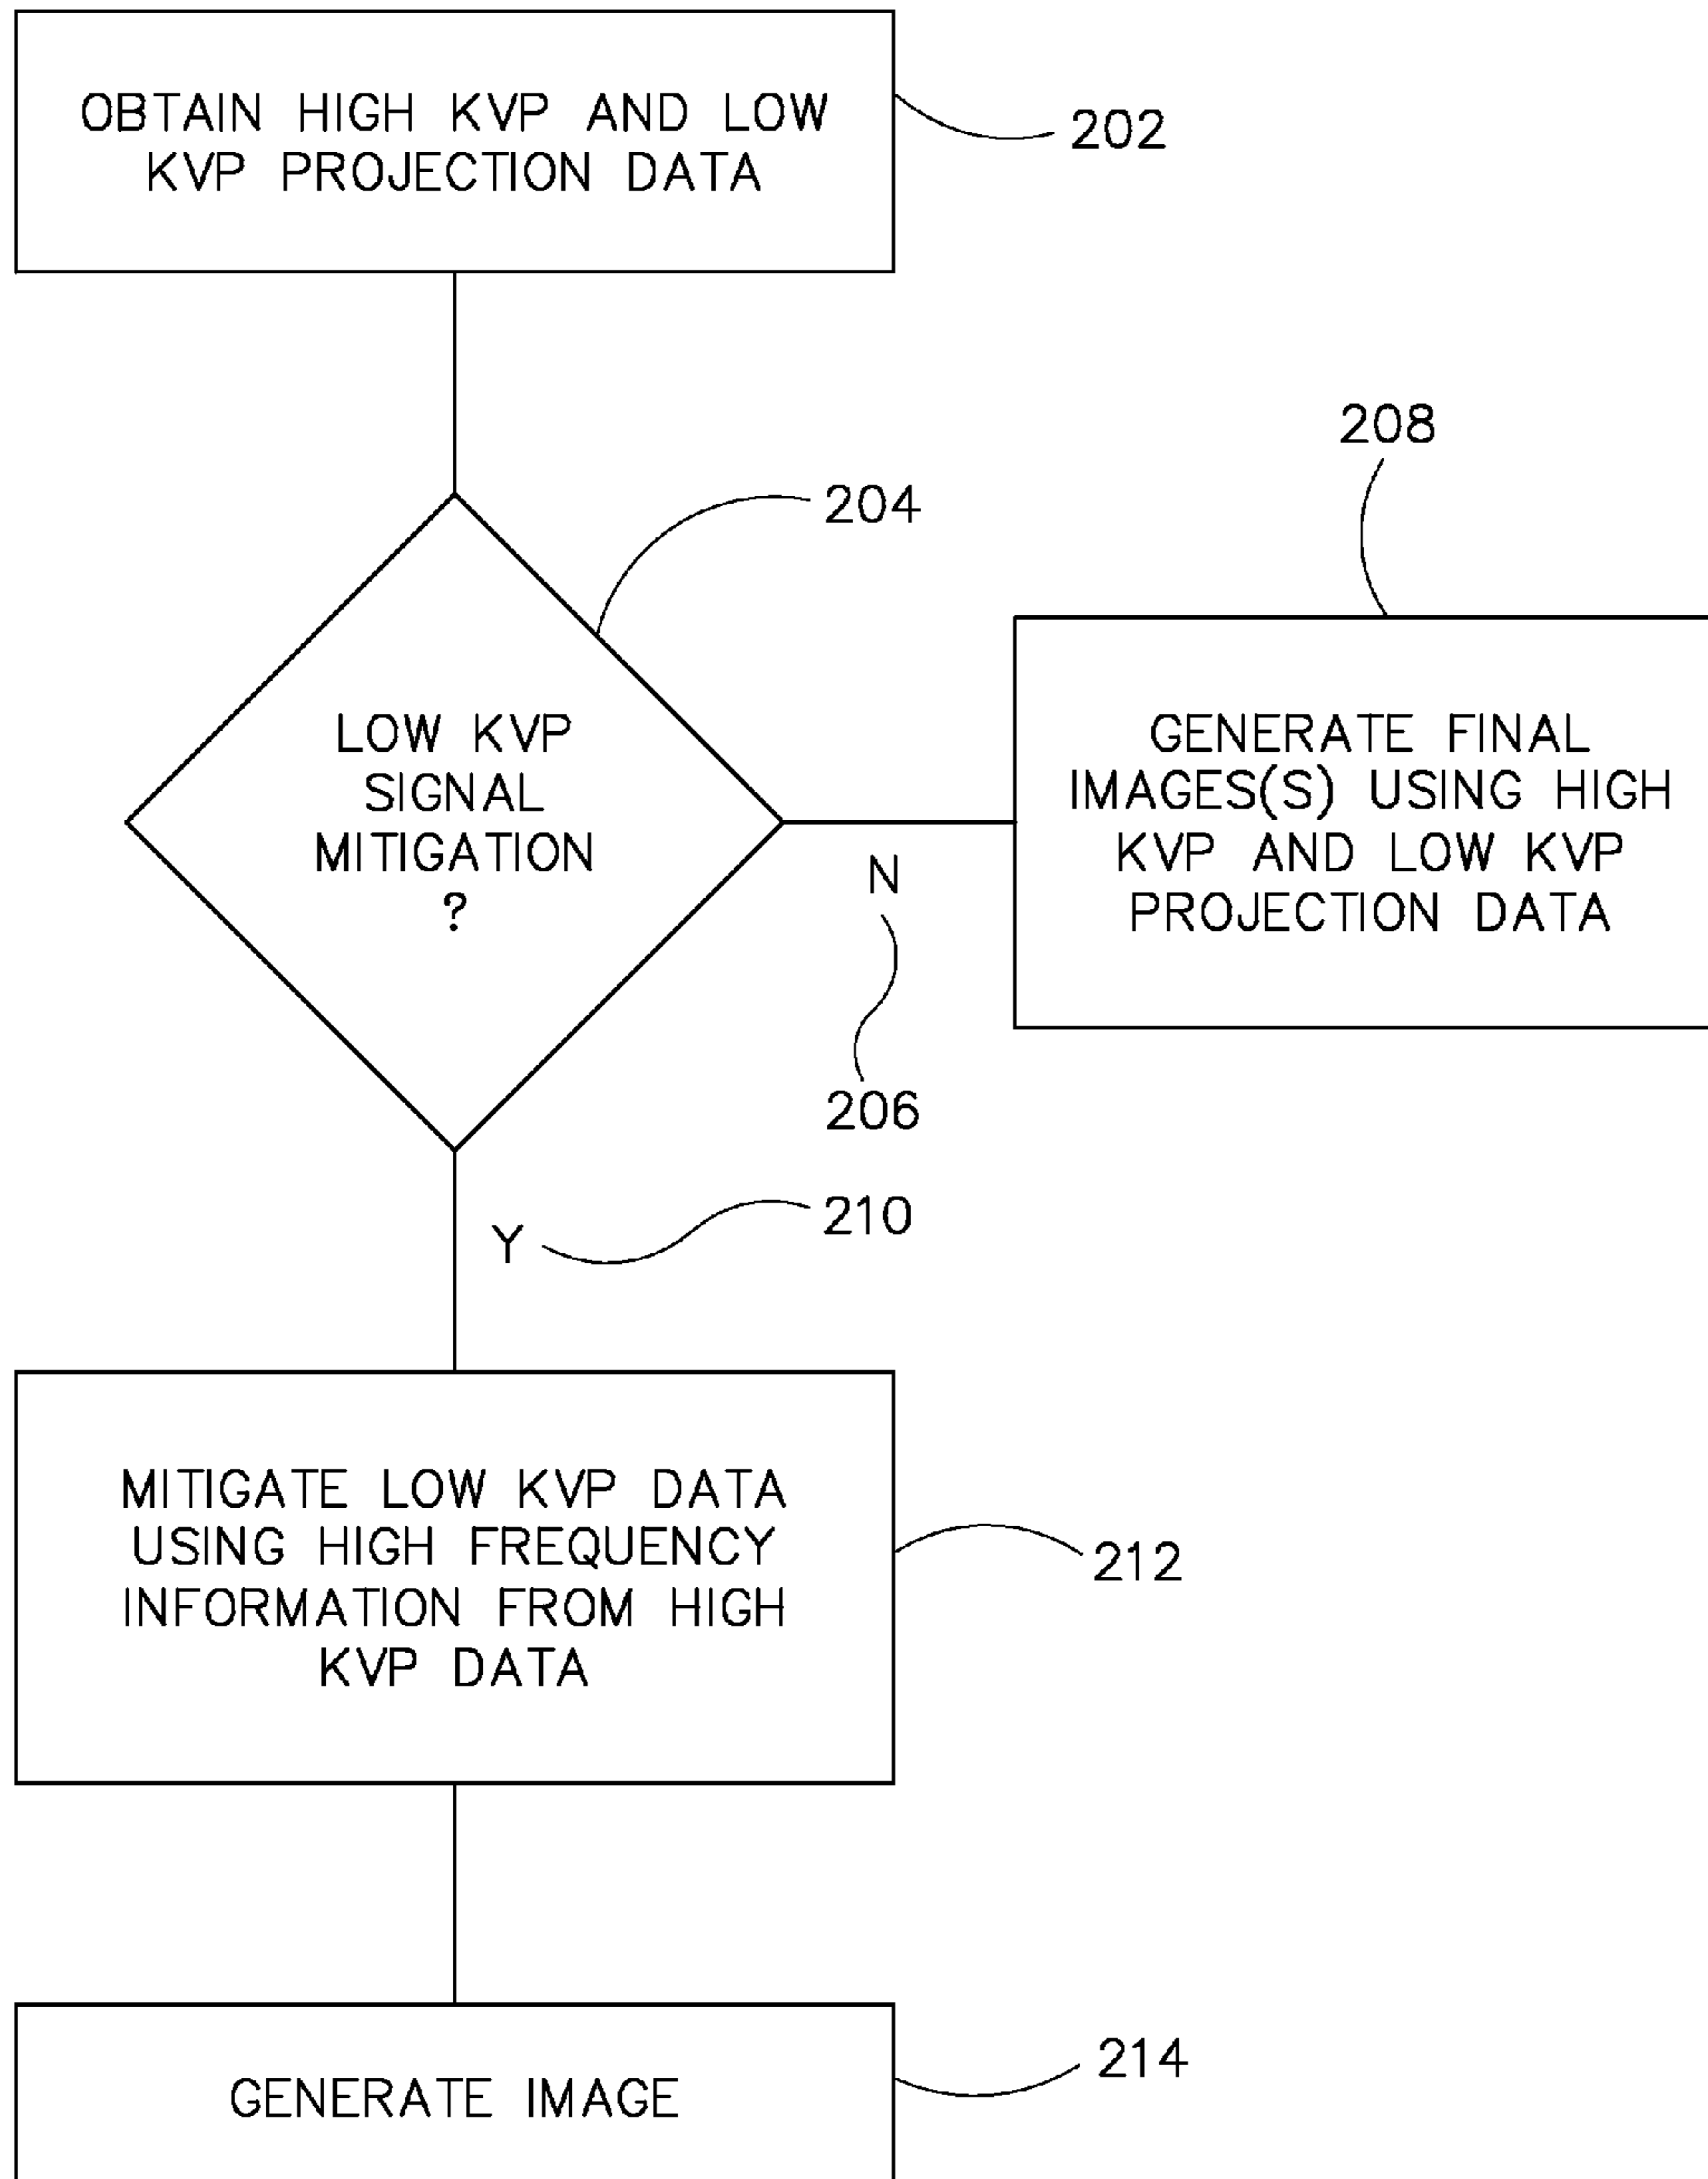 OBTAIN HIGH KVP AND LOW
KVP PROJECTION DATA
202
204
LOW KVP
SIGNAL
MITIGATION
?
N
206
208
GENERATE FINAL
IMAGES(S) USING HIGH
KVP AND LOW KVP
PROJECTION DATA
Y
210
MITIGATE LOW KVP DATA
USING HIGH FREQUENCY
INFORMATION FROM HIGH
KVP DATA
212
GENERATE IMAGE
214